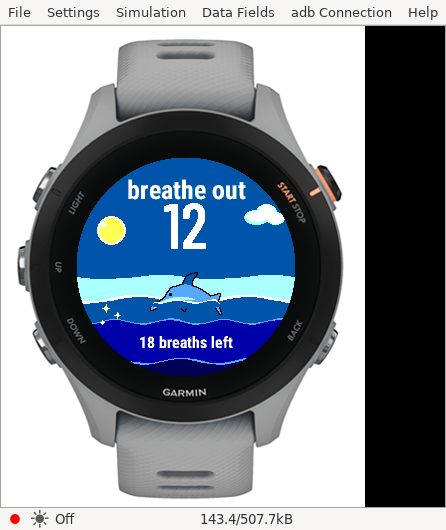 File Settings Simulation Data Fields adb Connection Help
LIGHT
START STOP
breathe out
12
UP
DOWN
BACK
18 breaths left
GARMIN
Off 143.4/507.7kB